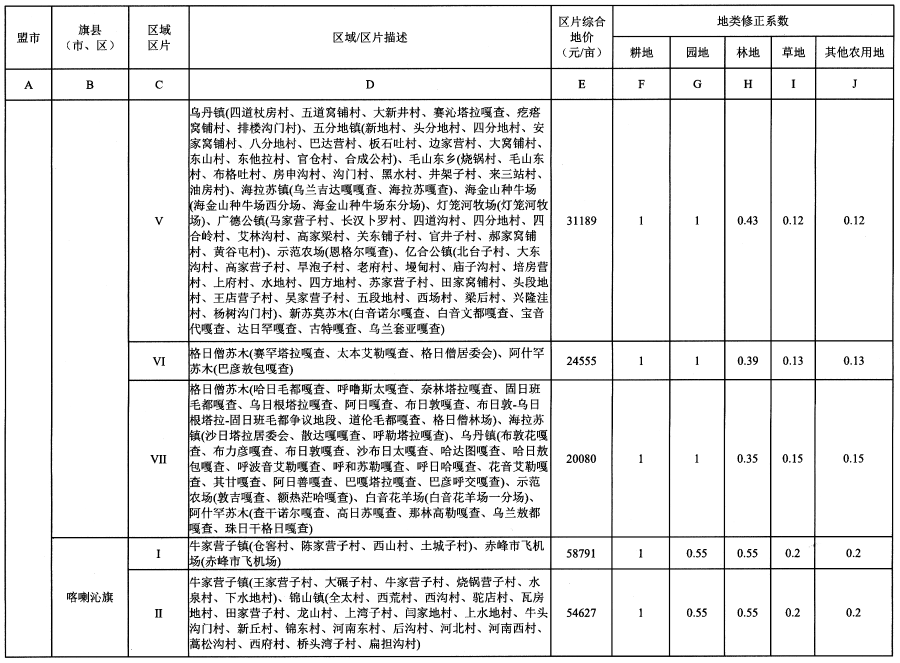 盟市 旗县（市、区） 区域区片 区域/区片描述 区片综合地价（元/亩） 地类修正系数
耕地 园地 林地 草地 其他农用地
A B C D E F G H I J
乌丹镇(四道杖房村、五道窝铺村、大新井村、赛沁塔拉嘎查、疙瘩
窝铺村、排楼沟门村)、五分地镇(新地村、头分地村、四分地村、安
家窝铺村、八分地村、巴达营村、板石吐村、边家营村、大窝铺村、
东山村、东他拉村、官仓村、合成公村)、毛山东乡(烧锅村、毛山东
村、布格吐村、房申沟村、沟门村、黑水村、井架子村、来三站村、
油房村)、海拉苏镇(乌兰吉达嘎嘎查、海拉苏嘎查)、海金山种牛场
(海金山种牛场西分场、海金山种牛场东分场)、灯笼河牧场(灯笼河牧
场)、广德公镇(马家营子村、长汉卜罗村、四道沟村、四分地村、四
合岭村、艾林沟村、高家梁村、关东铺子村、官井子村、郝家窝铺
村、黄谷屯村)、示范农场(恩格尔嘎查)、亿合公镇(北台子村、大东
沟村、高家营子村、旱泡子村、老府村、墁甸村、庙子沟村、培房营
村、上府村、水地村、四方地村、苏家营子村、田家窝铺村、头段地
村、王店营子村、吴家营子村、五段地村、西场村、梁后村、兴隆洼
村、杨树沟门村)、新苏莫苏木(白音诺尔嘎查、白音文都嘎查、宝音
代嘎查、达日罕嘎查、古特嘎查、乌兰套亚嘎查)
V 31189 1 1 0.43 0.12 0.12
格日僧苏木(赛罕塔拉嘎查、太本艾勒嘎查、格日僧居委会)、阿什罕
苏木(巴彦敖包嘎查)
VI 24555 1 1 0.39 0.13 0.13
格日僧苏木(哈日毛都嘎查、呼噜斯太嘎查、奈林塔拉嘎查、固日班
毛都嘎查、乌日根塔拉嘎查、阿日嘎查、布日敦嘎查、布日敦-乌日
根塔拉-固日班毛都争议地段、道伦毛都嘎查、格日僧林场)、海拉苏
镇(沙日塔拉居委会、散达嘎嘎查、呼勒塔拉嘎查)、乌丹镇(布敦花嘎
查、布力彦嘎查、布日敦嘎查、沙布日太嘎查、哈达图嘎查、哈日敖
包嘎查、呼波音艾勒嘎查、呼和苏勒嘎查、呼日哈嘎查、花音艾勒嘎
查、其甘嘎查、阿日善嘎查、巴嘎塔拉嘎查、巴彦呼交嘎查)、示范
农场(敦吉嘎查、额热茫哈嘎查)、白音花羊场(白音花羊场一分场)、
阿什罕苏木(查干诺尔嘎查、高日苏嘎查、那林高勒嘎查、乌兰敖都
嘎查、珠日干格日嘎查)
VII 20080 1 1 0.35 0.15 0.15
喀喇沁旗
牛家营子镇(仓窖村、陈家营子村、西山村、土城子村)、赤峰市飞机
场(赤峰市飞机场)
I 58791 1 0.55 0.55 0.2 0.2
牛家营子镇(王家营子村、大碾子村、牛家营子村、烧锅营子村、水
泉村、下水地村)、锦山镇(全太村、西荒村、西沟村、驼店村、瓦房
地村、田家营子村、龙山村、上湾子村、闫家地村、上水地村、牛头
沟门村、新丘村、锦东村、河南东村、后沟村、河北村、河南西村、
蒿松沟村、西府村、桥头湾子村、扁担沟村)
II 54627 1 0.55 0.55 0.2 0.2